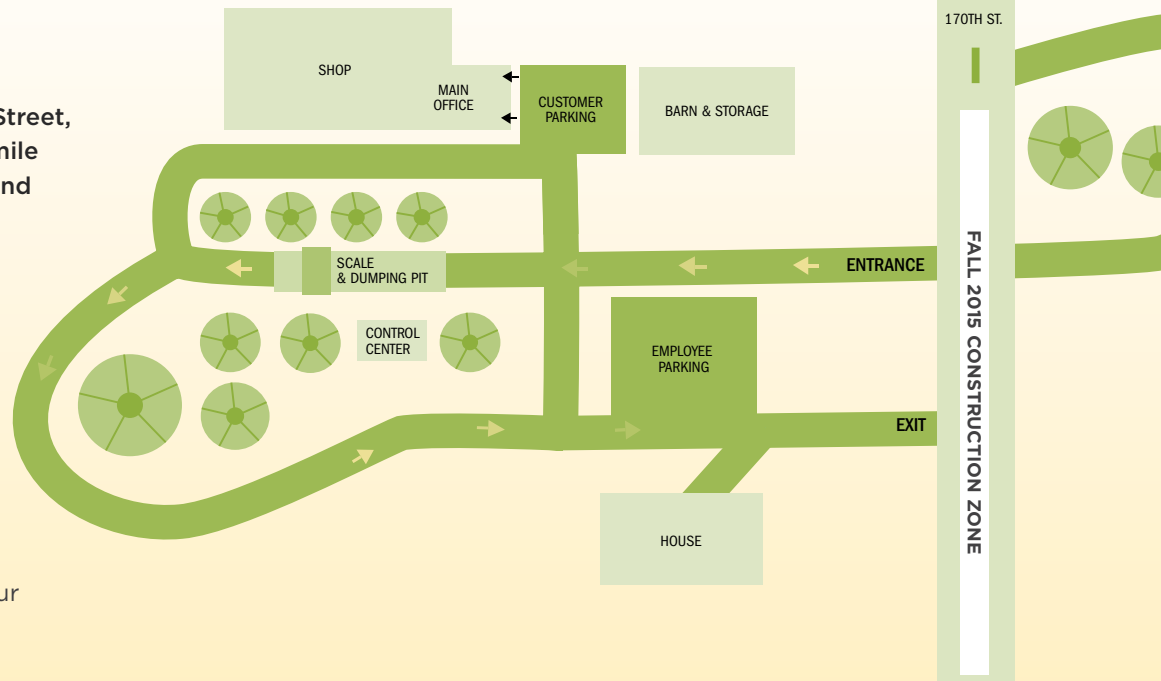 170TH ST.
SHOP
MAIN
OFFICE
CUSTOMER
PARKING
BARN & STORAGE
Street,
nile
nd
SCALE
& DUMPING PIT
ENTRANCE
FALL 2015 CONSTRUCTION ZONE
CONTROL
CENTER
EMPLOYEE
PARKING
EXIT
HOUSE
ur